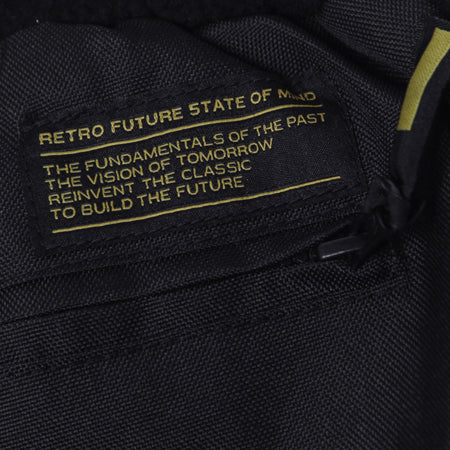 RETRO FUTURE STATE OF MIND
THE FUNDAMENTALS OF THE PAST
THE VISION OF TOMORROW
REINVENT THE CLASSIC
TO BUILD THE FUTURE